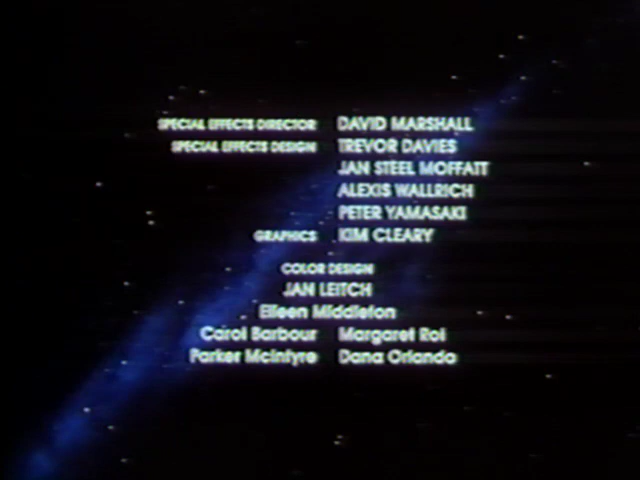 SPECIAL EFFECTS DIRECTOR DAVID MARSHALL
SPECIAL EFFECTS DESIGN TREVOR DAVIES
JAN STEEL MOFFATT
ALEXIS WALLRICH
PETER YAMASAKI
GRAPHICS KIM CLEARY
COLOR DESIGN
JAN LEITCH
Eileen Middleton
Carol Barbour Margaret Roi
Parker McIntyre Dana Orlando